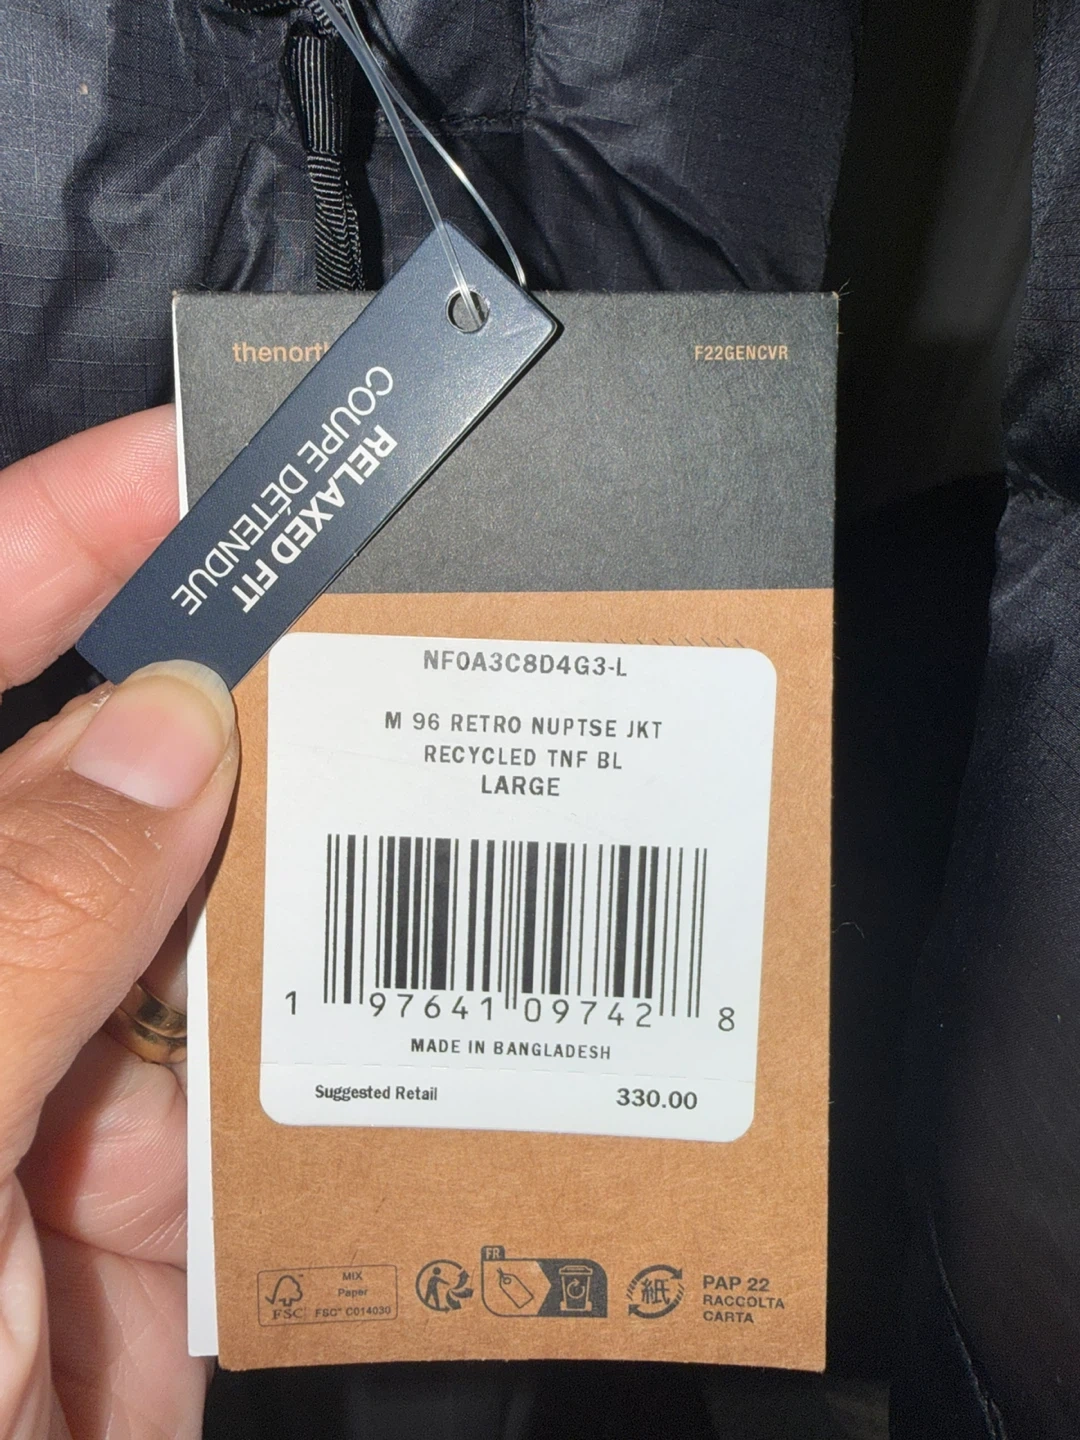 thenorth
F22GENCVR
RELAXED FIT
COUPE DÉTENDUE
NF0A3C8D4G3-L
M 96 RETRO NUPTSE JKT
RECYCLED TNF BL
LARGE
1 97641 09742 8
MADE IN BANGLADESH
Suggested Retail 330.00
FSC
MIX
Paper
FSC® C014030
FR
紙
PAP 22
RACCOLTA
CARTA